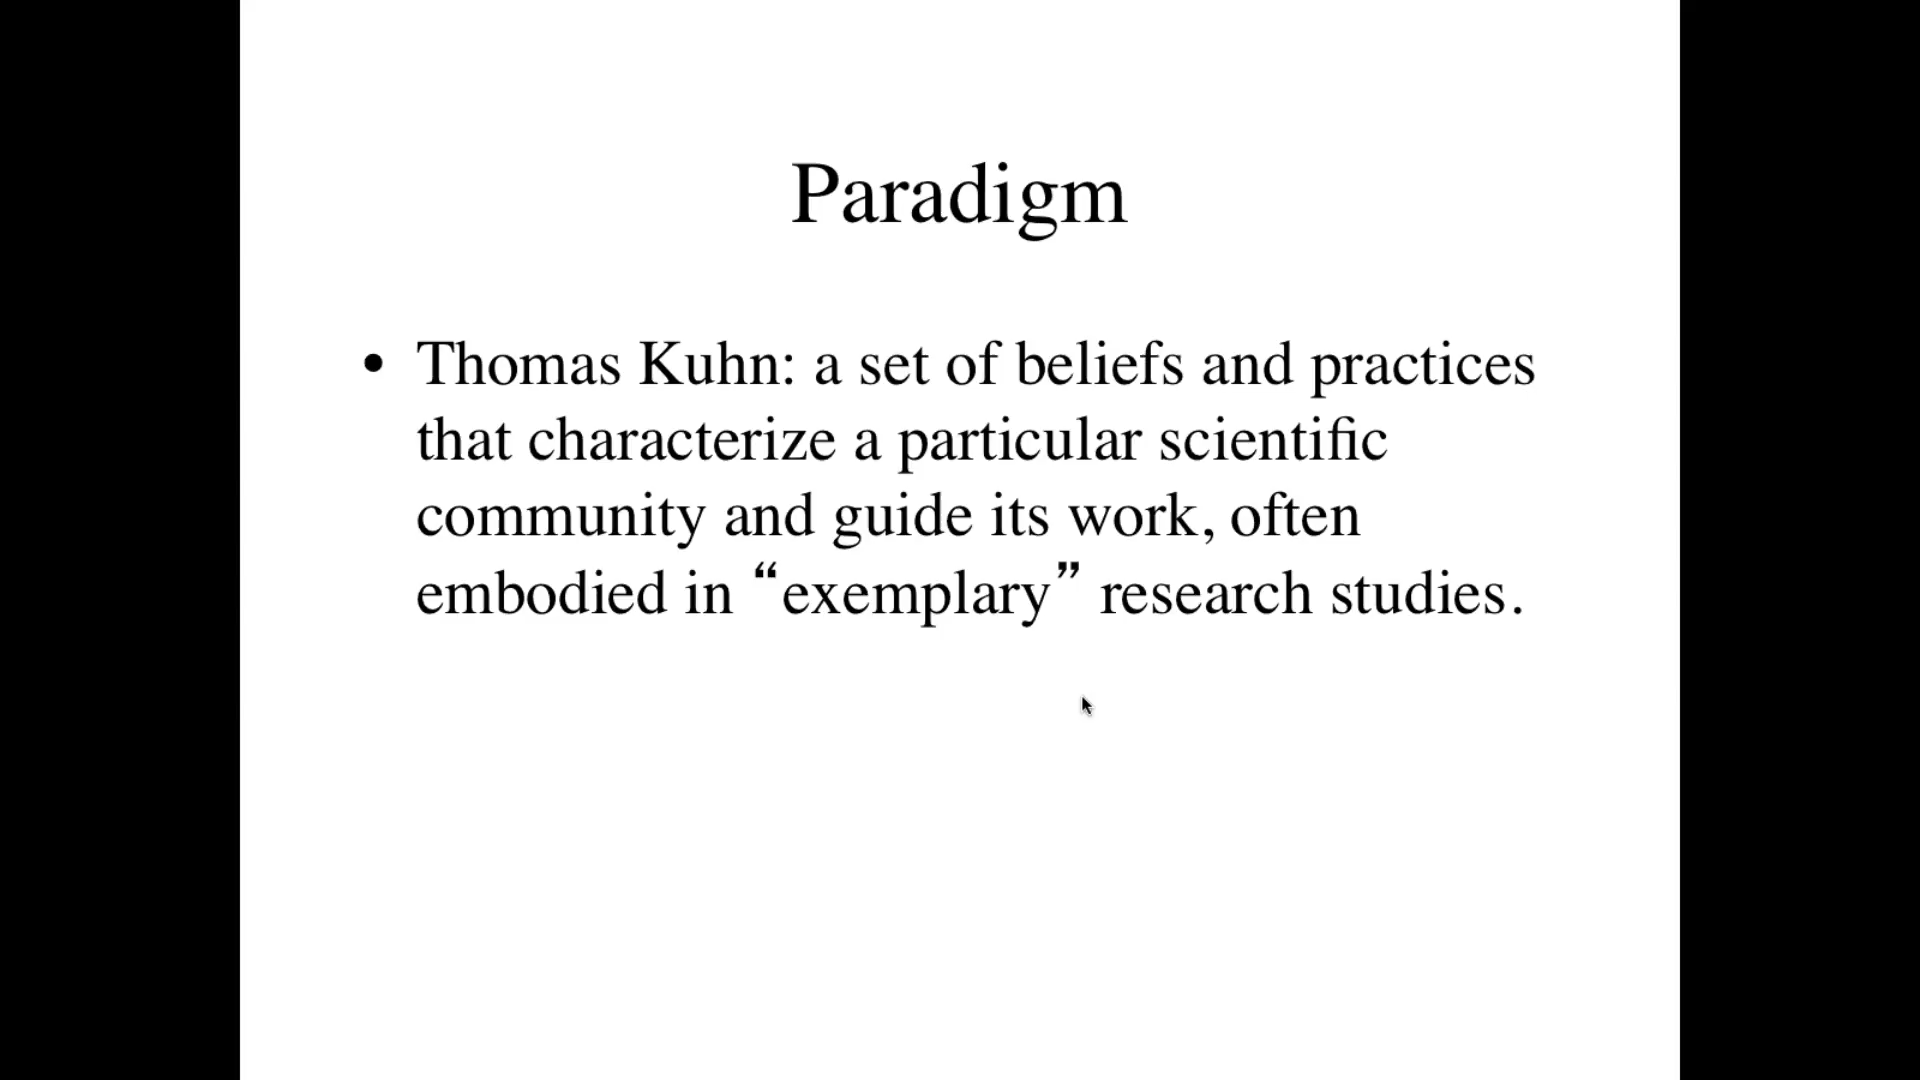 Paradigm
• Thomas Kuhn: a set of beliefs and practices
that characterize a particular scientific
community and guide its work, often
embodied in “exemplary” research studies.